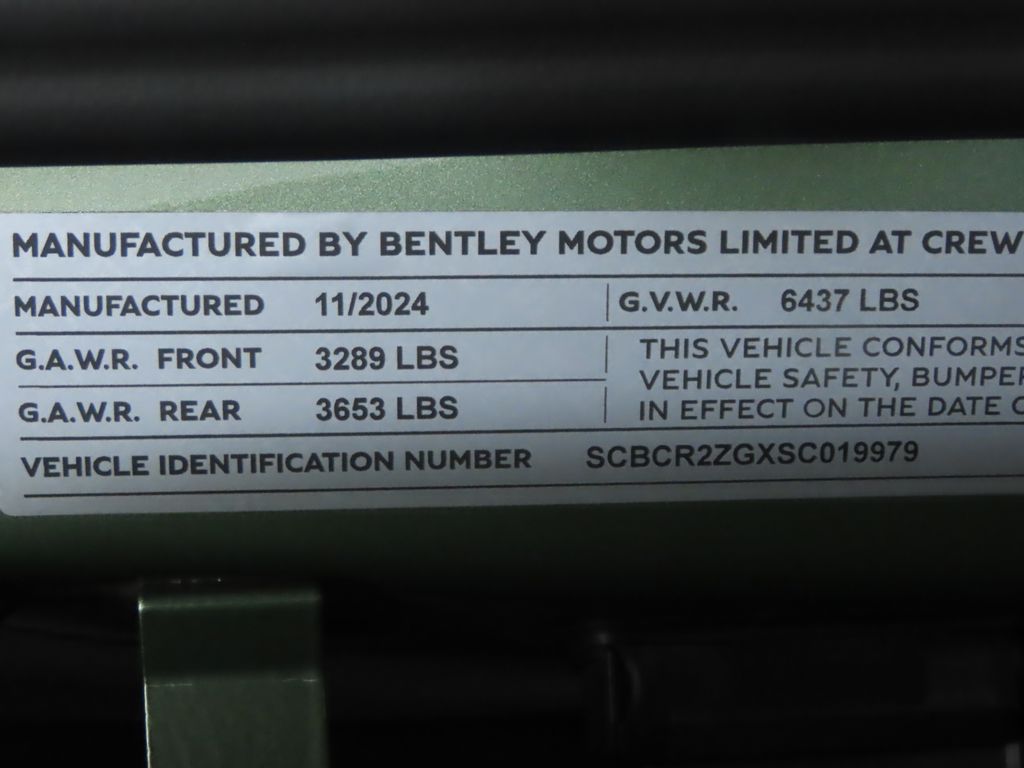 MANUFACTURED BY BENTLEY MOTORS LIMITED AT CREW
MANUFACTURED 11/2024 G.V.W.R. 6437 LBS
G.A.W.R. FRONT 3289 LBS
THIS VEHICLE CONFORMS
VEHICLE SAFETY, BUMPER
G.A.W.R. REAR 3653 LBS
IN EFFECT ON THE DATE
VEHICLE IDENTIFICATION NUMBER SCBCR2ZGXSC019979